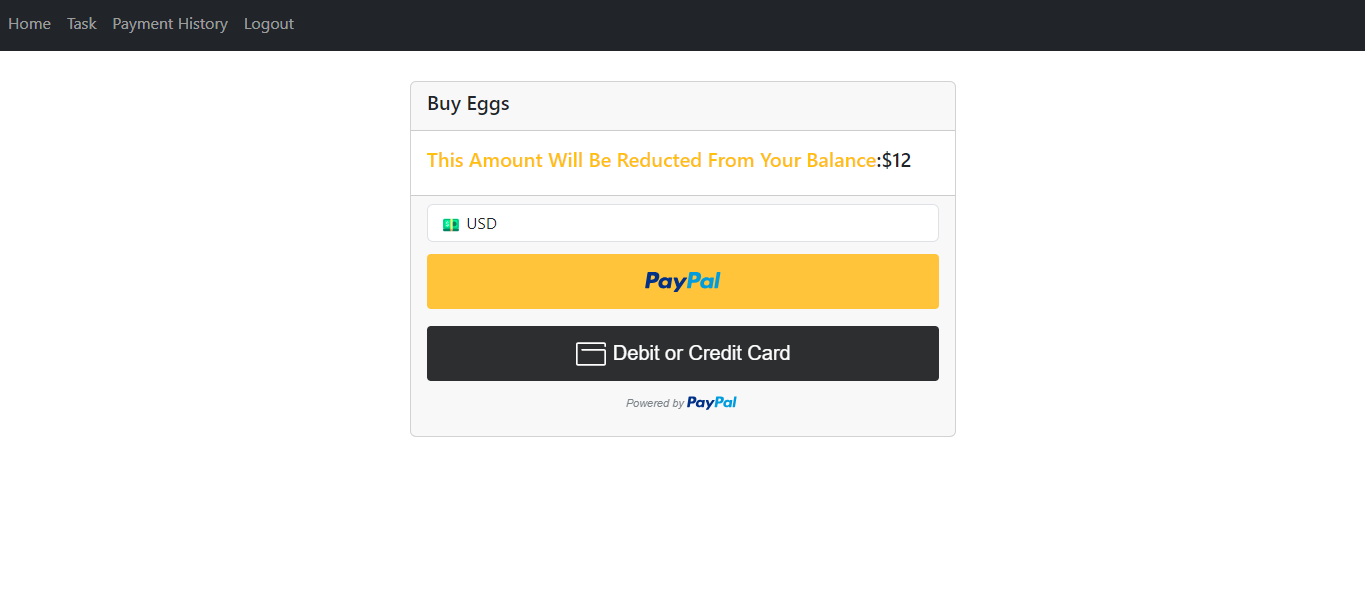 Home Task Payment History Logout
Buy Eggs
This Amount Will Be Reducted From Your Balance:$12
USD
PayPal
Debit or Credit Card
Powered by PayPal